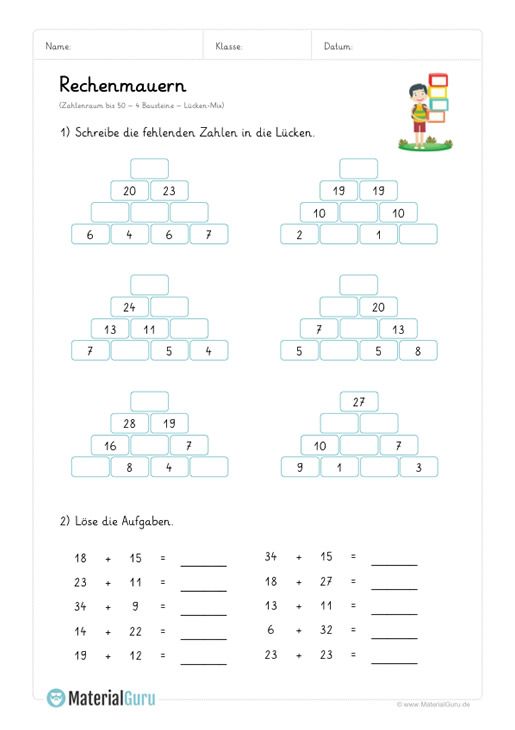 Name: Klasse: Datum:
Rechenmauern
(Zahlenraum bis 50 – 4 Bausteine – Lücken-Mix)
1) Schreibe die fehlenden Zahlen in die Lücken.
20 23 19 19
10 10
6 4 6 7 2 1
24 20
13 11 7 13
7 5 4 5 5 8
27
28 19
16 7 10 7
8 4 9 1 3
2) Löse die Aufgaben.
18 + 15 = ______ 34 + 15 = ______
23 + 11 = ______ 18 + 27 = ______
34 + 9 = ______ 13 + 11 = ______
14 + 22 = ______ 6 + 32 = ______
19 + 12 = ______ 23 + 23 = ______
MaterialGuru © www.MaterialGuru.de